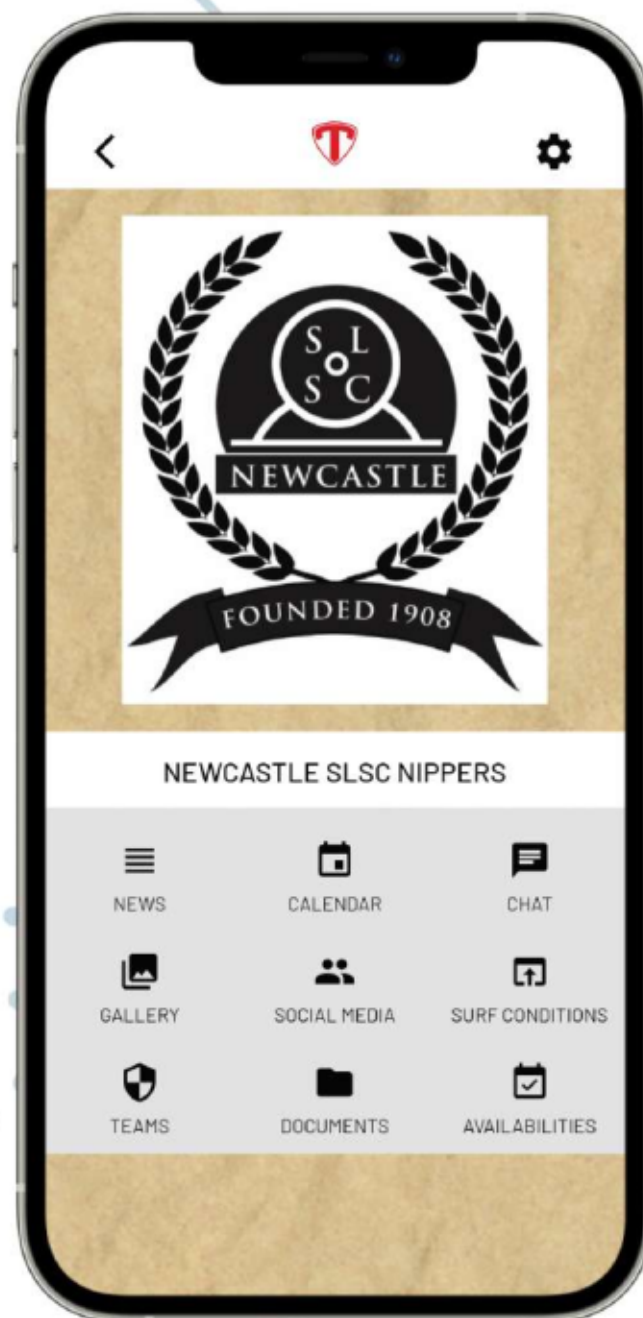 T
S L
S C
NEWCASTLE
FOUNDED 1908
NEWCASTLE SLSC NIPPERS
NEWS CALENDAR CHAT
GALLERY SOCIAL MEDIA SURF CONDITIONS
TEAMS DOCUMENTS AVAILABILITIES